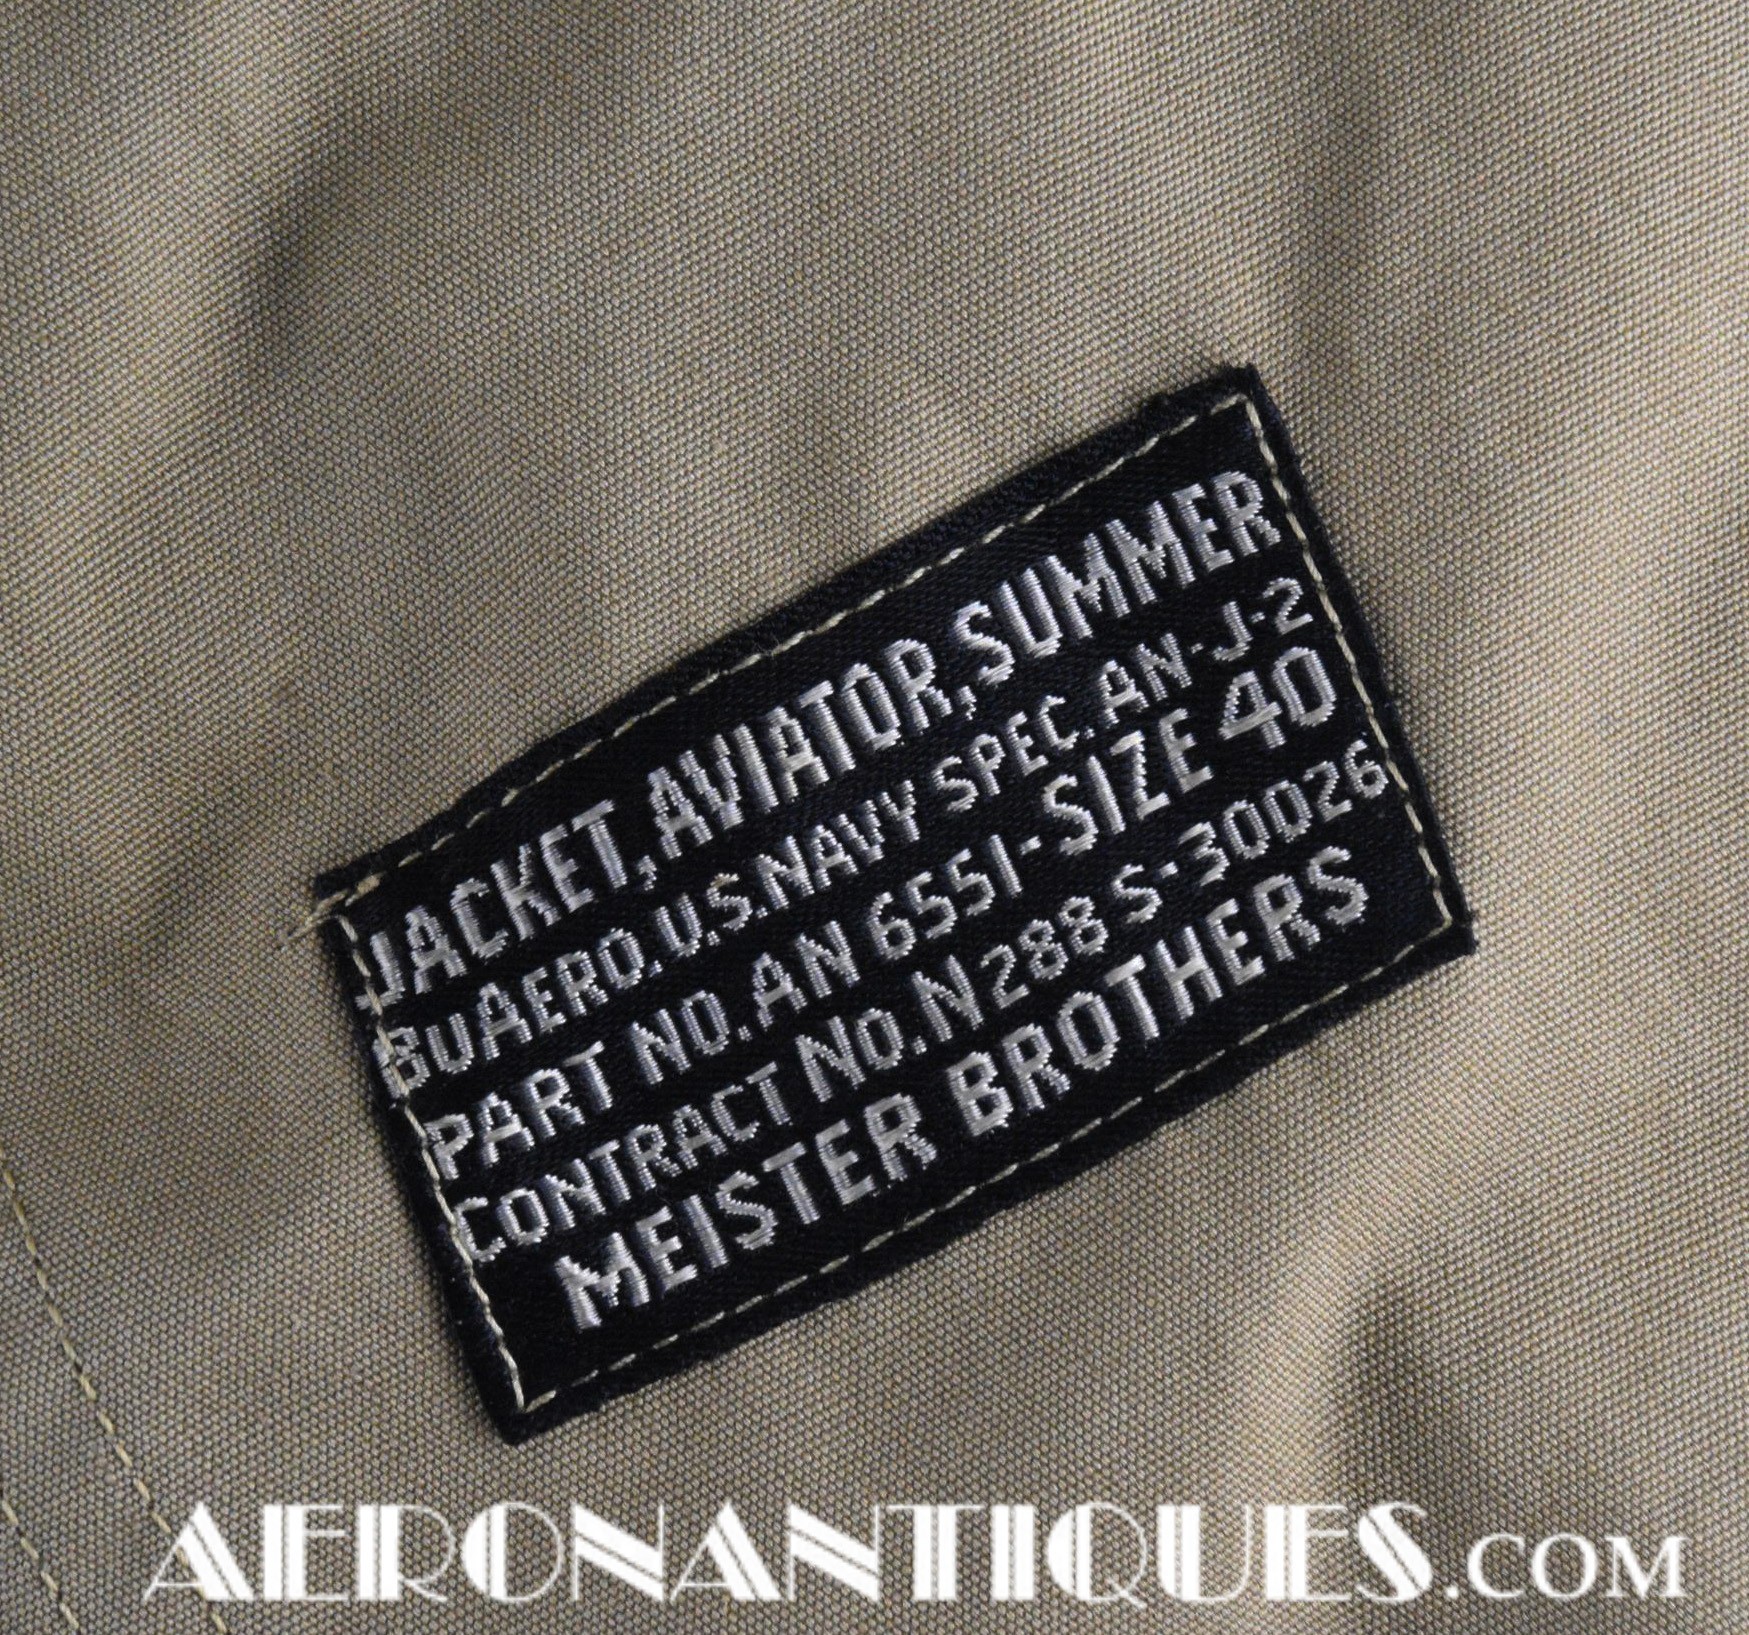 JACKET, AVIATOR, SUMMER
BUAERO. U.S. NAVY SPEC. AN-J-2
PART NO. AN 6551 - SIZE 40
CONTRACT NO. N288 S-30026
MEISTER BROTHERS
AERONANTIQUES.COM